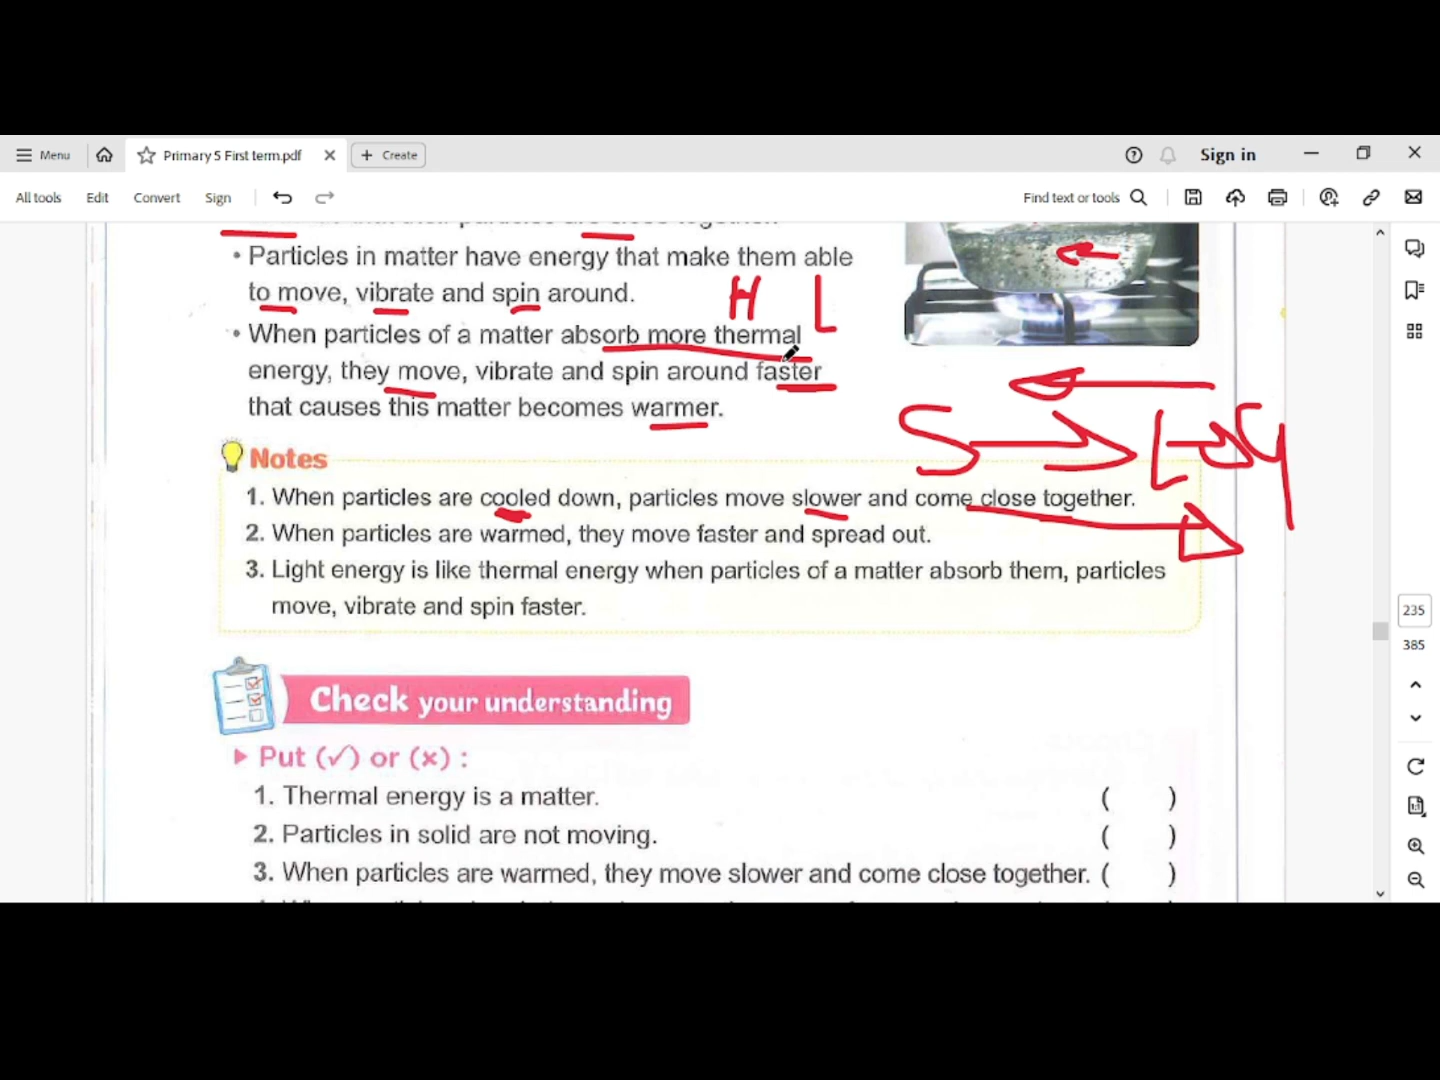 Menu
Primary 5 First term.pdf
Create
Sign in
All tools
Edit
Convert
Sign
Find text or tools
• Particles in matter have energy that make them able
to move, vibrate and spin around.
H L
• When particles of a matter absorb more thermal
energy, they move, vibrate and spin around faster
that causes this matter becomes warmer.
S L g
Notes
1. When particles are cooled down, particles move slower and come close together.
2. When particles are warmed, they move faster and spread out.
3. Light energy is like thermal energy when particles of a matter absorb them, particles
move, vibrate and spin faster.
235
385
Check your understanding
Put (✓) or (×) :
1. Thermal energy is a matter. ( )
2. Particles in solid are not moving. ( )
3. When particles are warmed, they move slower and come close together. ( )